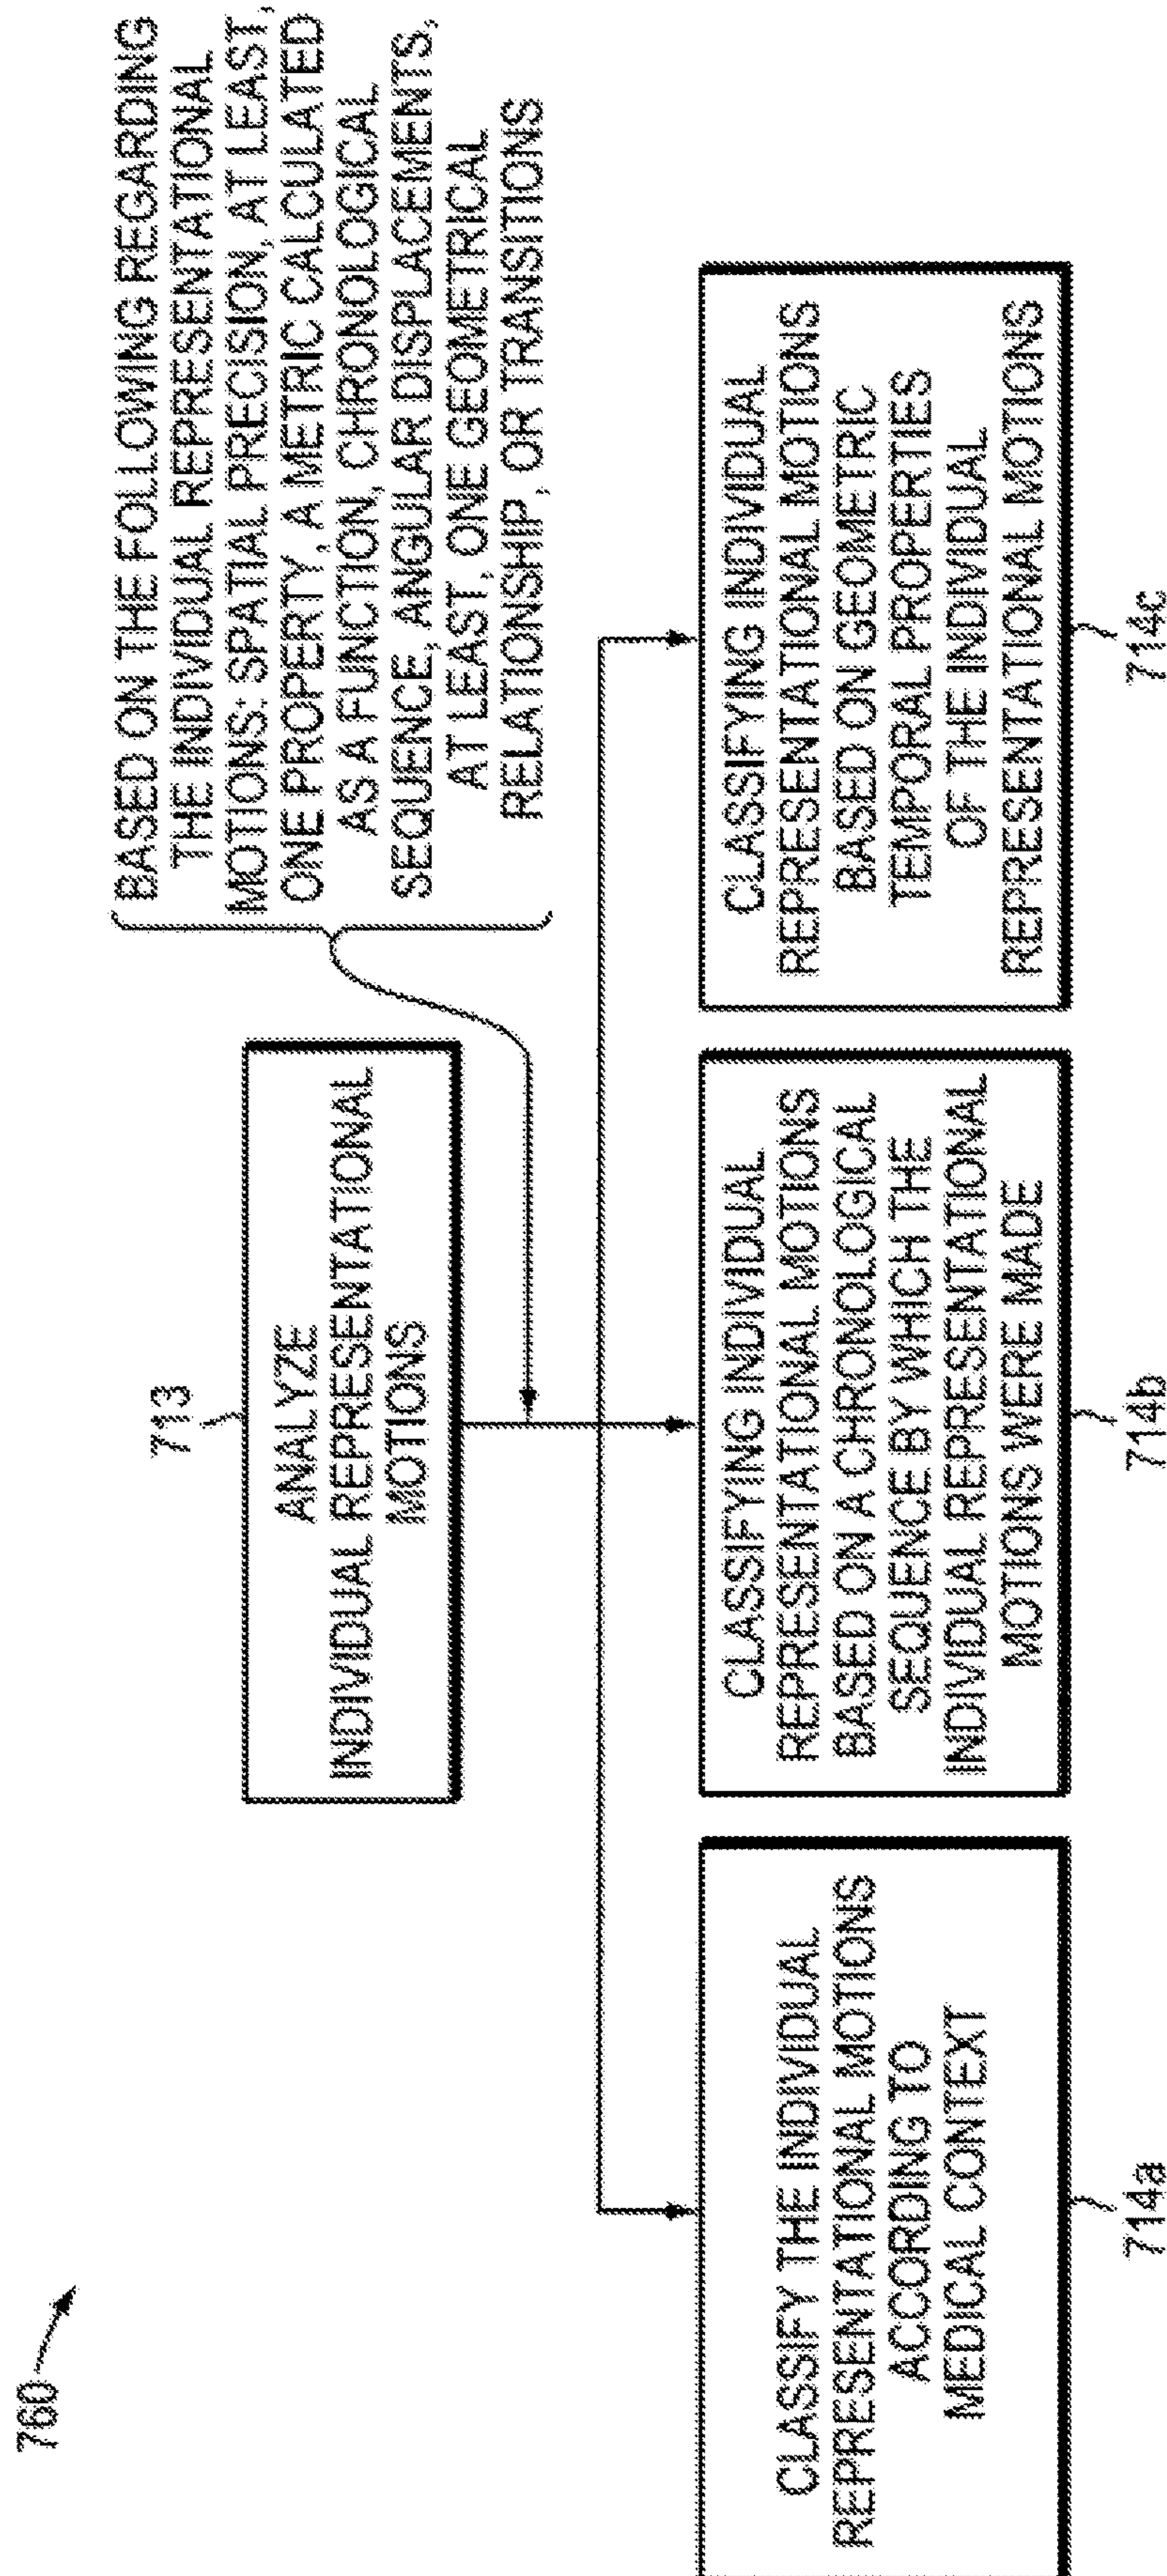 760
713
ANALYZE
INDIVIDUAL REPRESENTATIONAL
MOTIONS
BASED ON THE FOLLOWING REGARDING
THE INDIVIDUAL REPRESENTATIONAL
MOTIONS: SPATIAL PRECISION, AT LEAST,
ONE PROPERTY, A METRIC CALCULATED
AS A FUNCTION, CHRONOLOGICAL
SEQUENCE, ANGULAR DISPLACEMENTS,
AT LEAST, ONE GEOMETRICAL
RELATIONSHIP, OR TRANSITIONS
CLASSIFY THE INDIVIDUAL
REPRESENTATIONAL MOTIONS
ACCORDING TO
MEDICAL CONTEXT
714a
CLASSIFYING INDIVIDUAL
REPRESENTATIONAL MOTIONS
BASED ON A CHRONOLOGICAL
SEQUENCE BY WHICH THE
INDIVIDUAL REPRESENTATIONAL
MOTIONS WERE MADE
714b
CLASSIFYING INDIVIDUAL
REPRESENTATIONAL MOTIONS
BASED ON GEOMETRIC
TEMPORAL PROPERTIES
OF THE INDIVIDUAL
REPRESENTATIONAL MOTIONS
714c